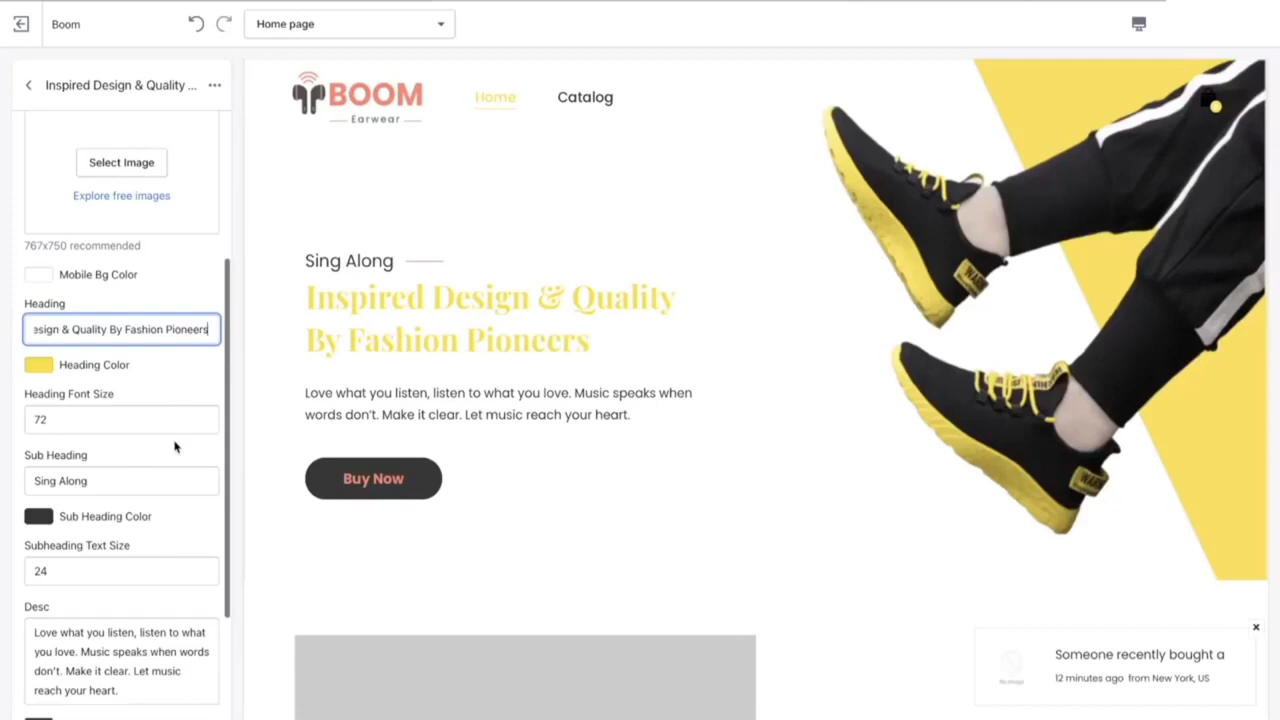 Boom
Home page
Inspired Design & Quality ...
Select Image
Explore free images
767x750 recommended
Mobile Bg Color
Heading
esign & Quality By Fashion Pioneers
Heading Color
Heading Font Size
72
Sub Heading
Sing Along
Sub Heading Color
Subheading Text Size
24
Desc
Love what you listen, listen to what
you love. Music speaks when words
don't. Make it clear. Let music
reach your heart.
BOOM
Earwear
Home
Catalog
Sing Along
Inspired Design & Quality
By Fashion Pioneers
Love what you listen, listen to what you love. Music speaks when
words don't. Make it clear. Let music reach your heart.
Buy Now
No image
Someone recently bought a
12 minutes ago from New York, US